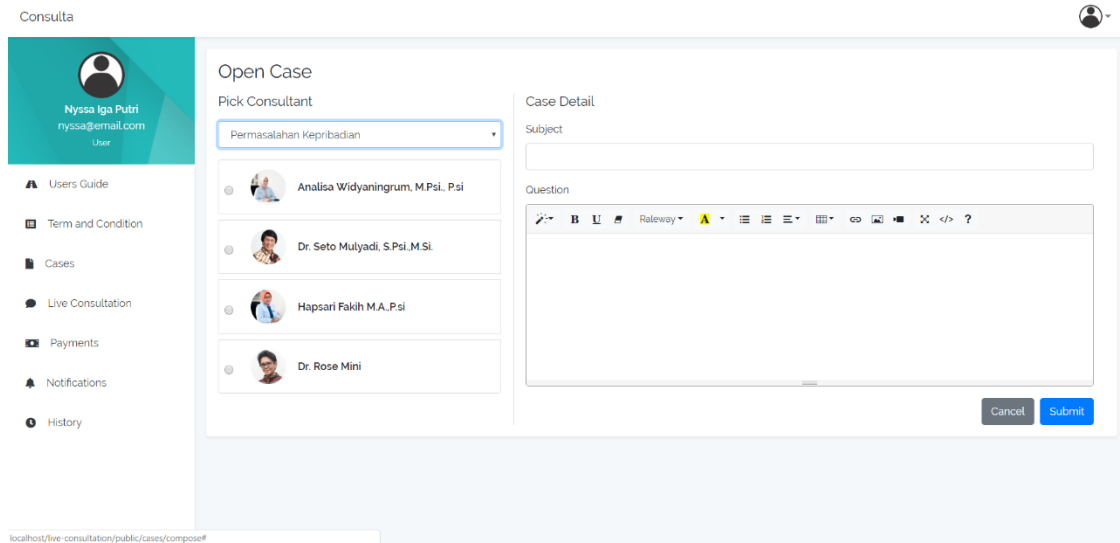 Consulta
Nyssa Iga Putri
nyssa@email.com
User
Users Guide
Term and Condition
Cases
Live Consultation
Payments
Notifications
History
Open Case
Pick Consultant
Permasalahan Kepribadian
Analisa Widyaningrum, M.Psi., P.si
Dr. Seto Mulyadi, S.Psi.,M.Si.
Hapsari Fakih M.A.,P.si
Dr. Rose Mini
Case Detail
Subject
Question
B U Raleway A </> ?
Cancel Submit
localhost/live-consultation/public/cases/compose#